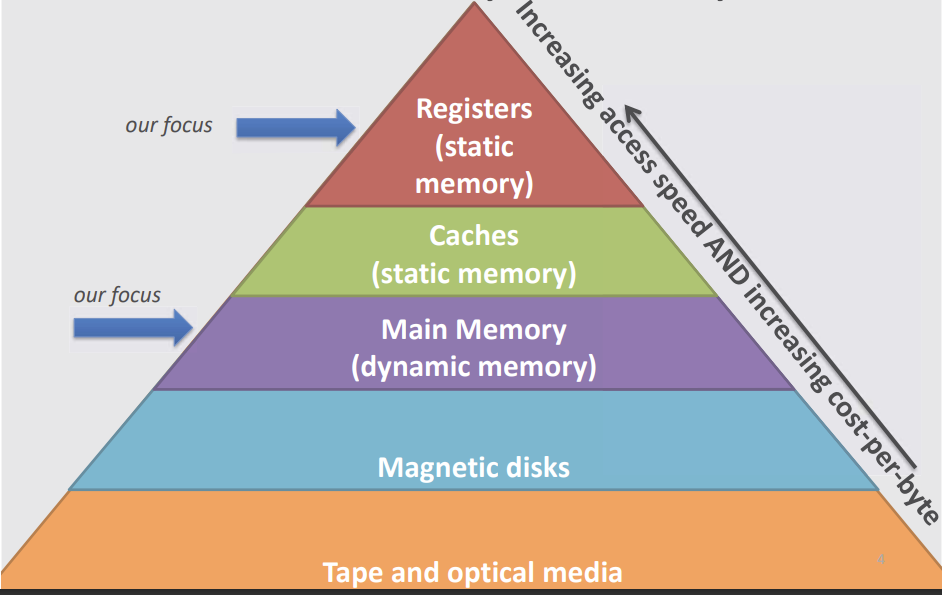 Increasing access speed AND increasing cost-per-byte
our focus
Registers
(static
memory)
Caches
(static memory)
our focus
Main Memory
(dynamic memory)
Magnetic disks
Tape and optical media
4